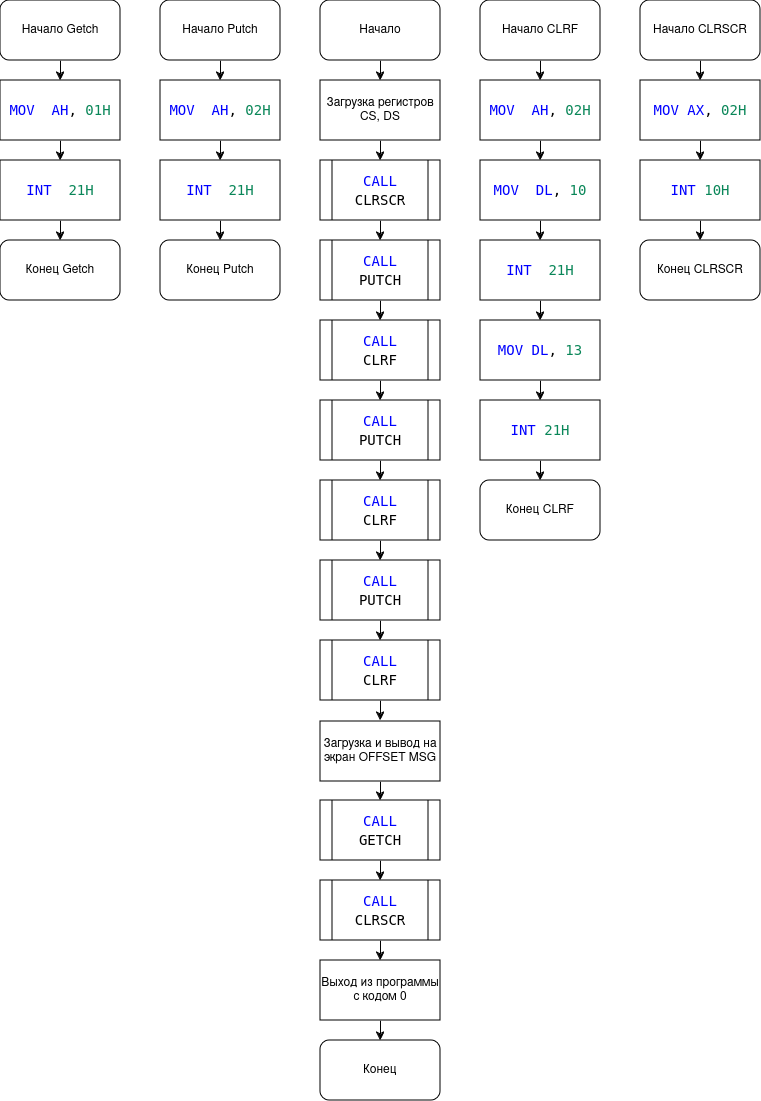 Начало Getch
MOV  AH, 01H
INT  21H
Конец Getch
Начало Putch
MOV  AH, 02H
INT  21H
Конец Putch
Начало
Загрузка регистров
CS, DS
CALL
CLRSCR
CALL
PUTCH
CALL
CLRF
CALL
PUTCH
CALL
CLRF
CALL
PUTCH
CALL
CLRF
Загрузка и вывод на
экран OFFSET MSG
CALL
GETCH
CALL
CLRSCR
Выход из программы
с кодом 0
Конец
Начало CLRF
MOV  AH, 02H
MOV  DL, 10
INT  21H
MOV DL, 13
INT 21H
Конец CLRF
Начало CLRSCR
MOV AX, 02H
INT 10H
Конец CLRSCR